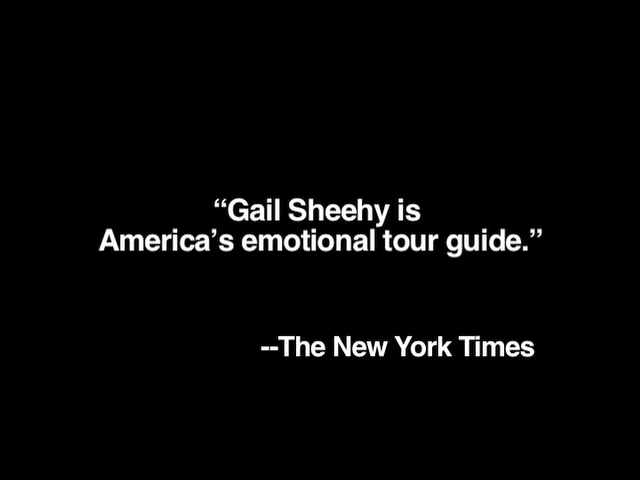 “Gail Sheehy is
America’s emotional tour guide.”
--The New York Times